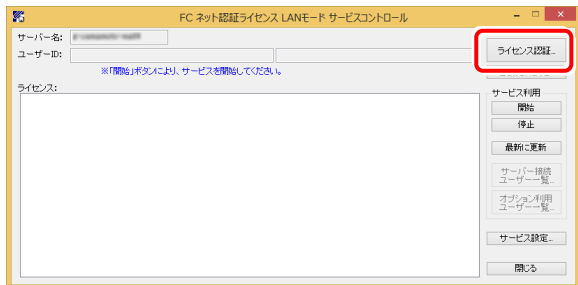 FC ネット認証ライセンス LANモード サービスコントロール
サーバー名:
ユーザーID:
ライセンス認証...
※「開始」ボタンにより、サービスを開始してください。
ライセンス:
サービス利用
開始
停止
最新に更新
サーバー接続
ユーザー一覧...
オプション利用
ユーザー一覧...
サービス設定...
閉じる